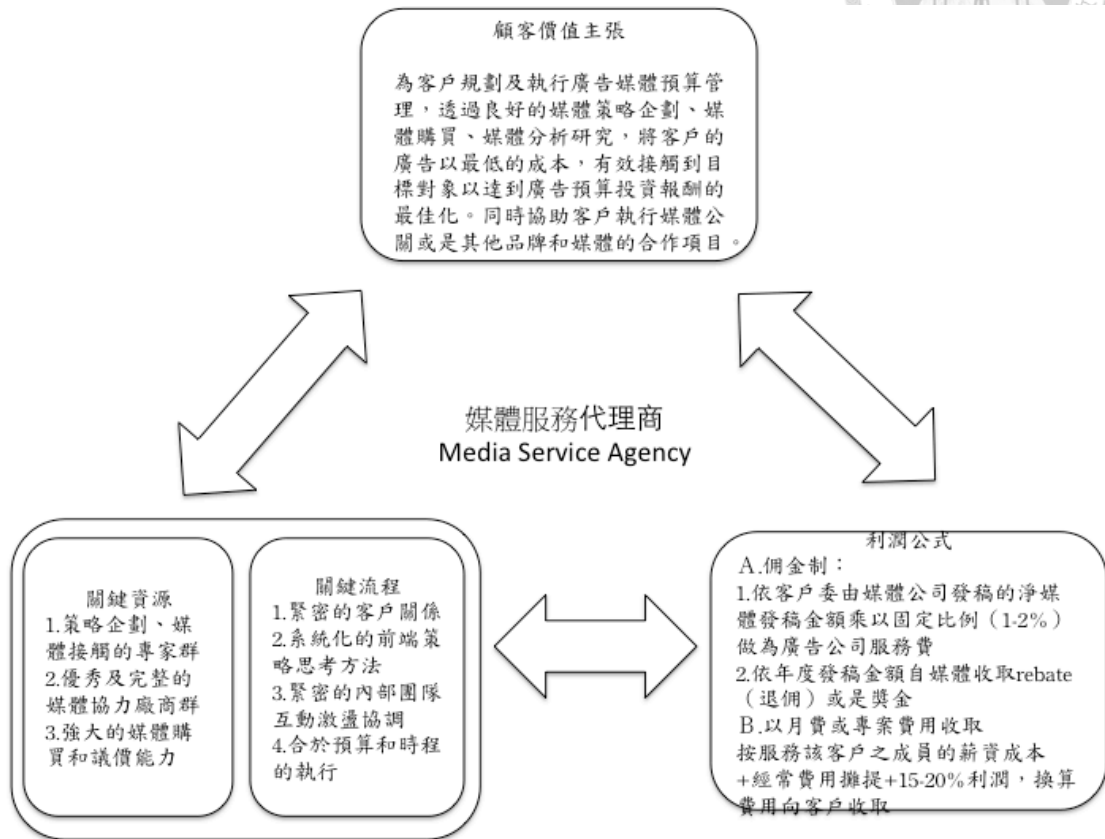 顧客價值主張
為客戶規劃及執行廣告媒體預算管
理，透過良好的媒體策略企劃、媒
體購買、媒體分析研究，將客戶的
廣告以最低的成本，有效接觸到目
標對象以達到廣告預算投資報酬的
最佳化。同時協助客戶執行媒體公
關或是其他品牌和媒體的合作項目。
媒體服務代理商
Media Service Agency
關鍵資源
1.策略企劃、媒
體接觸的專家群
2.優秀及完整的
媒體協力廠商群
3.強大的媒體購
買和議價能力
關鍵流程
1.緊密的客戶關係
2.系統化的前端策
略思考方法
3.緊密的內部團隊
互動激盪協調
4.合於預算和時程
的執行
利潤公式
A.佣金制：
1.依客戶委由媒體公司發稿的淨媒
體發稿金額乘以固定比例（1-2%）
做為廣告公司服務費
2.依年度發稿金額自媒體收取rebate
（退佣）或是獎金
B.以月費或專案費用收取
按服務該客戶之成員的薪資成本
+經常費用攤提+15-20%利潤，換算
費用向客戶收取